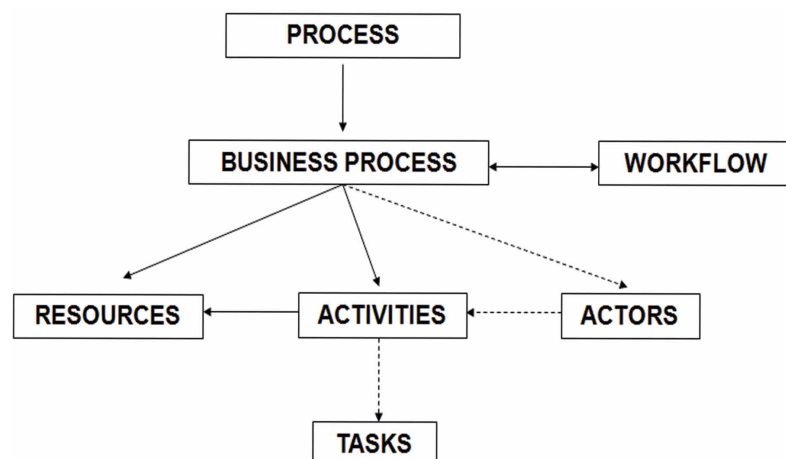 PROCESS
BUSINESS PROCESS
WORKFLOW
RESOURCES
ACTIVITIES
ACTORS
TASKS